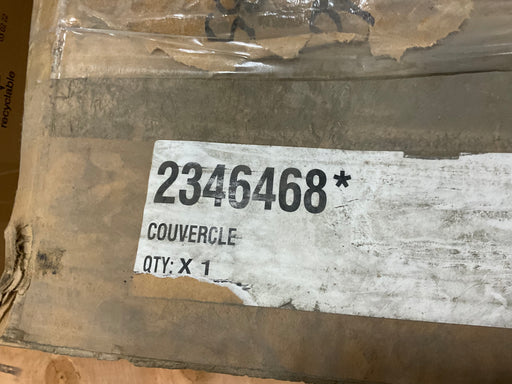 recyclable
2346468*
COUVERCLE
QTY: X 1